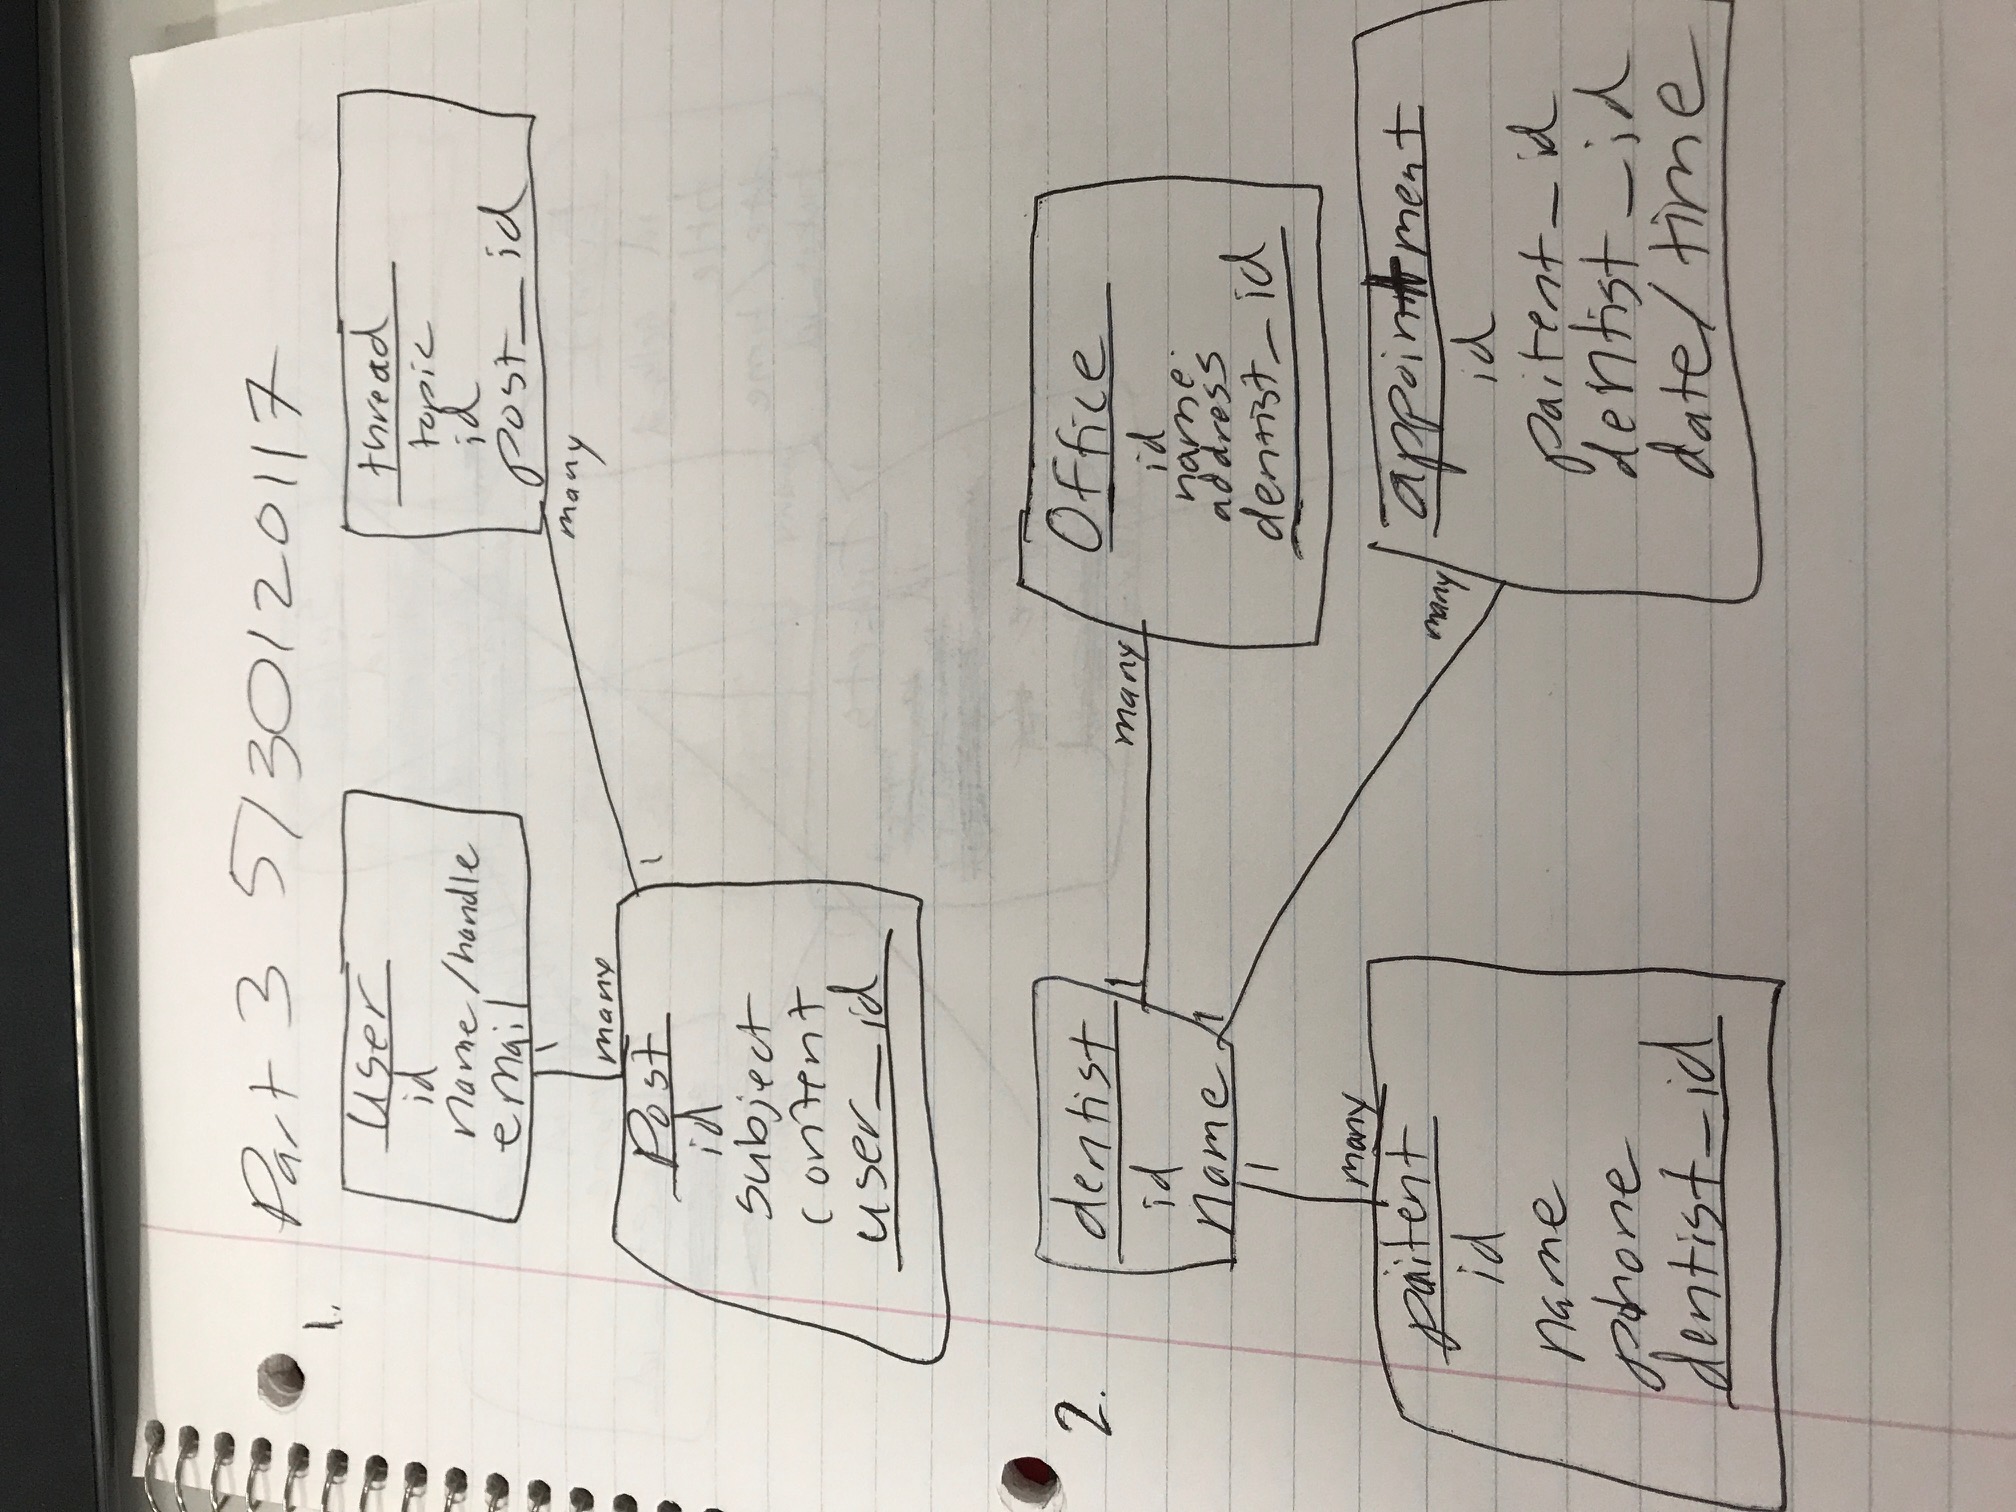 Part 3 5/30/2017
1.
user
id
name/handle
email
1
many
thread
topic
id
post_id
many
1
Post
id
subject
content
user_id
2.
dentist
id
name
1
many
Office
id
name
address
dentist_id
1
many
1
many
paitent
id
name
phone
dentist_id
appointment
id
paitent_id
dentist_id
date/time